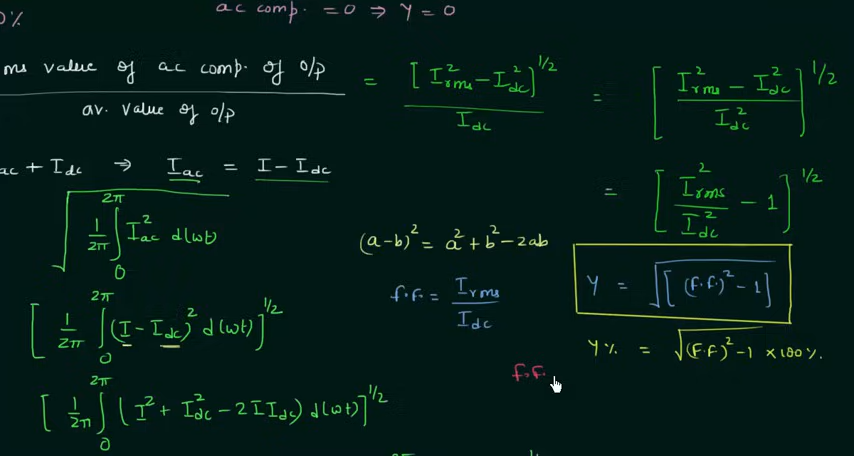 0%
ac comp. = 0 ⇒ γ = 0
ms value of ac comp. of o/p / av. value of o/p = [I²rms − I²dc]^1/2 / Idc = [(I²rms − I²dc) / I²dc]^1/2
ac + Idc ⇒ Iac = I − Idc
= [I²rms / I²dc − 1]^1/2
√(1/2π ∫₀^2π I²ac d(ωt))
(a−b)² = a² + b² − 2ab
γ = √[(f.f.)² − 1]
f.f. = Irms / Idc
[1/2π ∫₀^2π (I − Idc)² d(ωt)]^1/2
γ% = √(f.f.)² − 1 × 100%.
f.f.
[1/2π ∫₀^2π (I² + I²dc − 2 I Idc) d(ωt)]^1/2